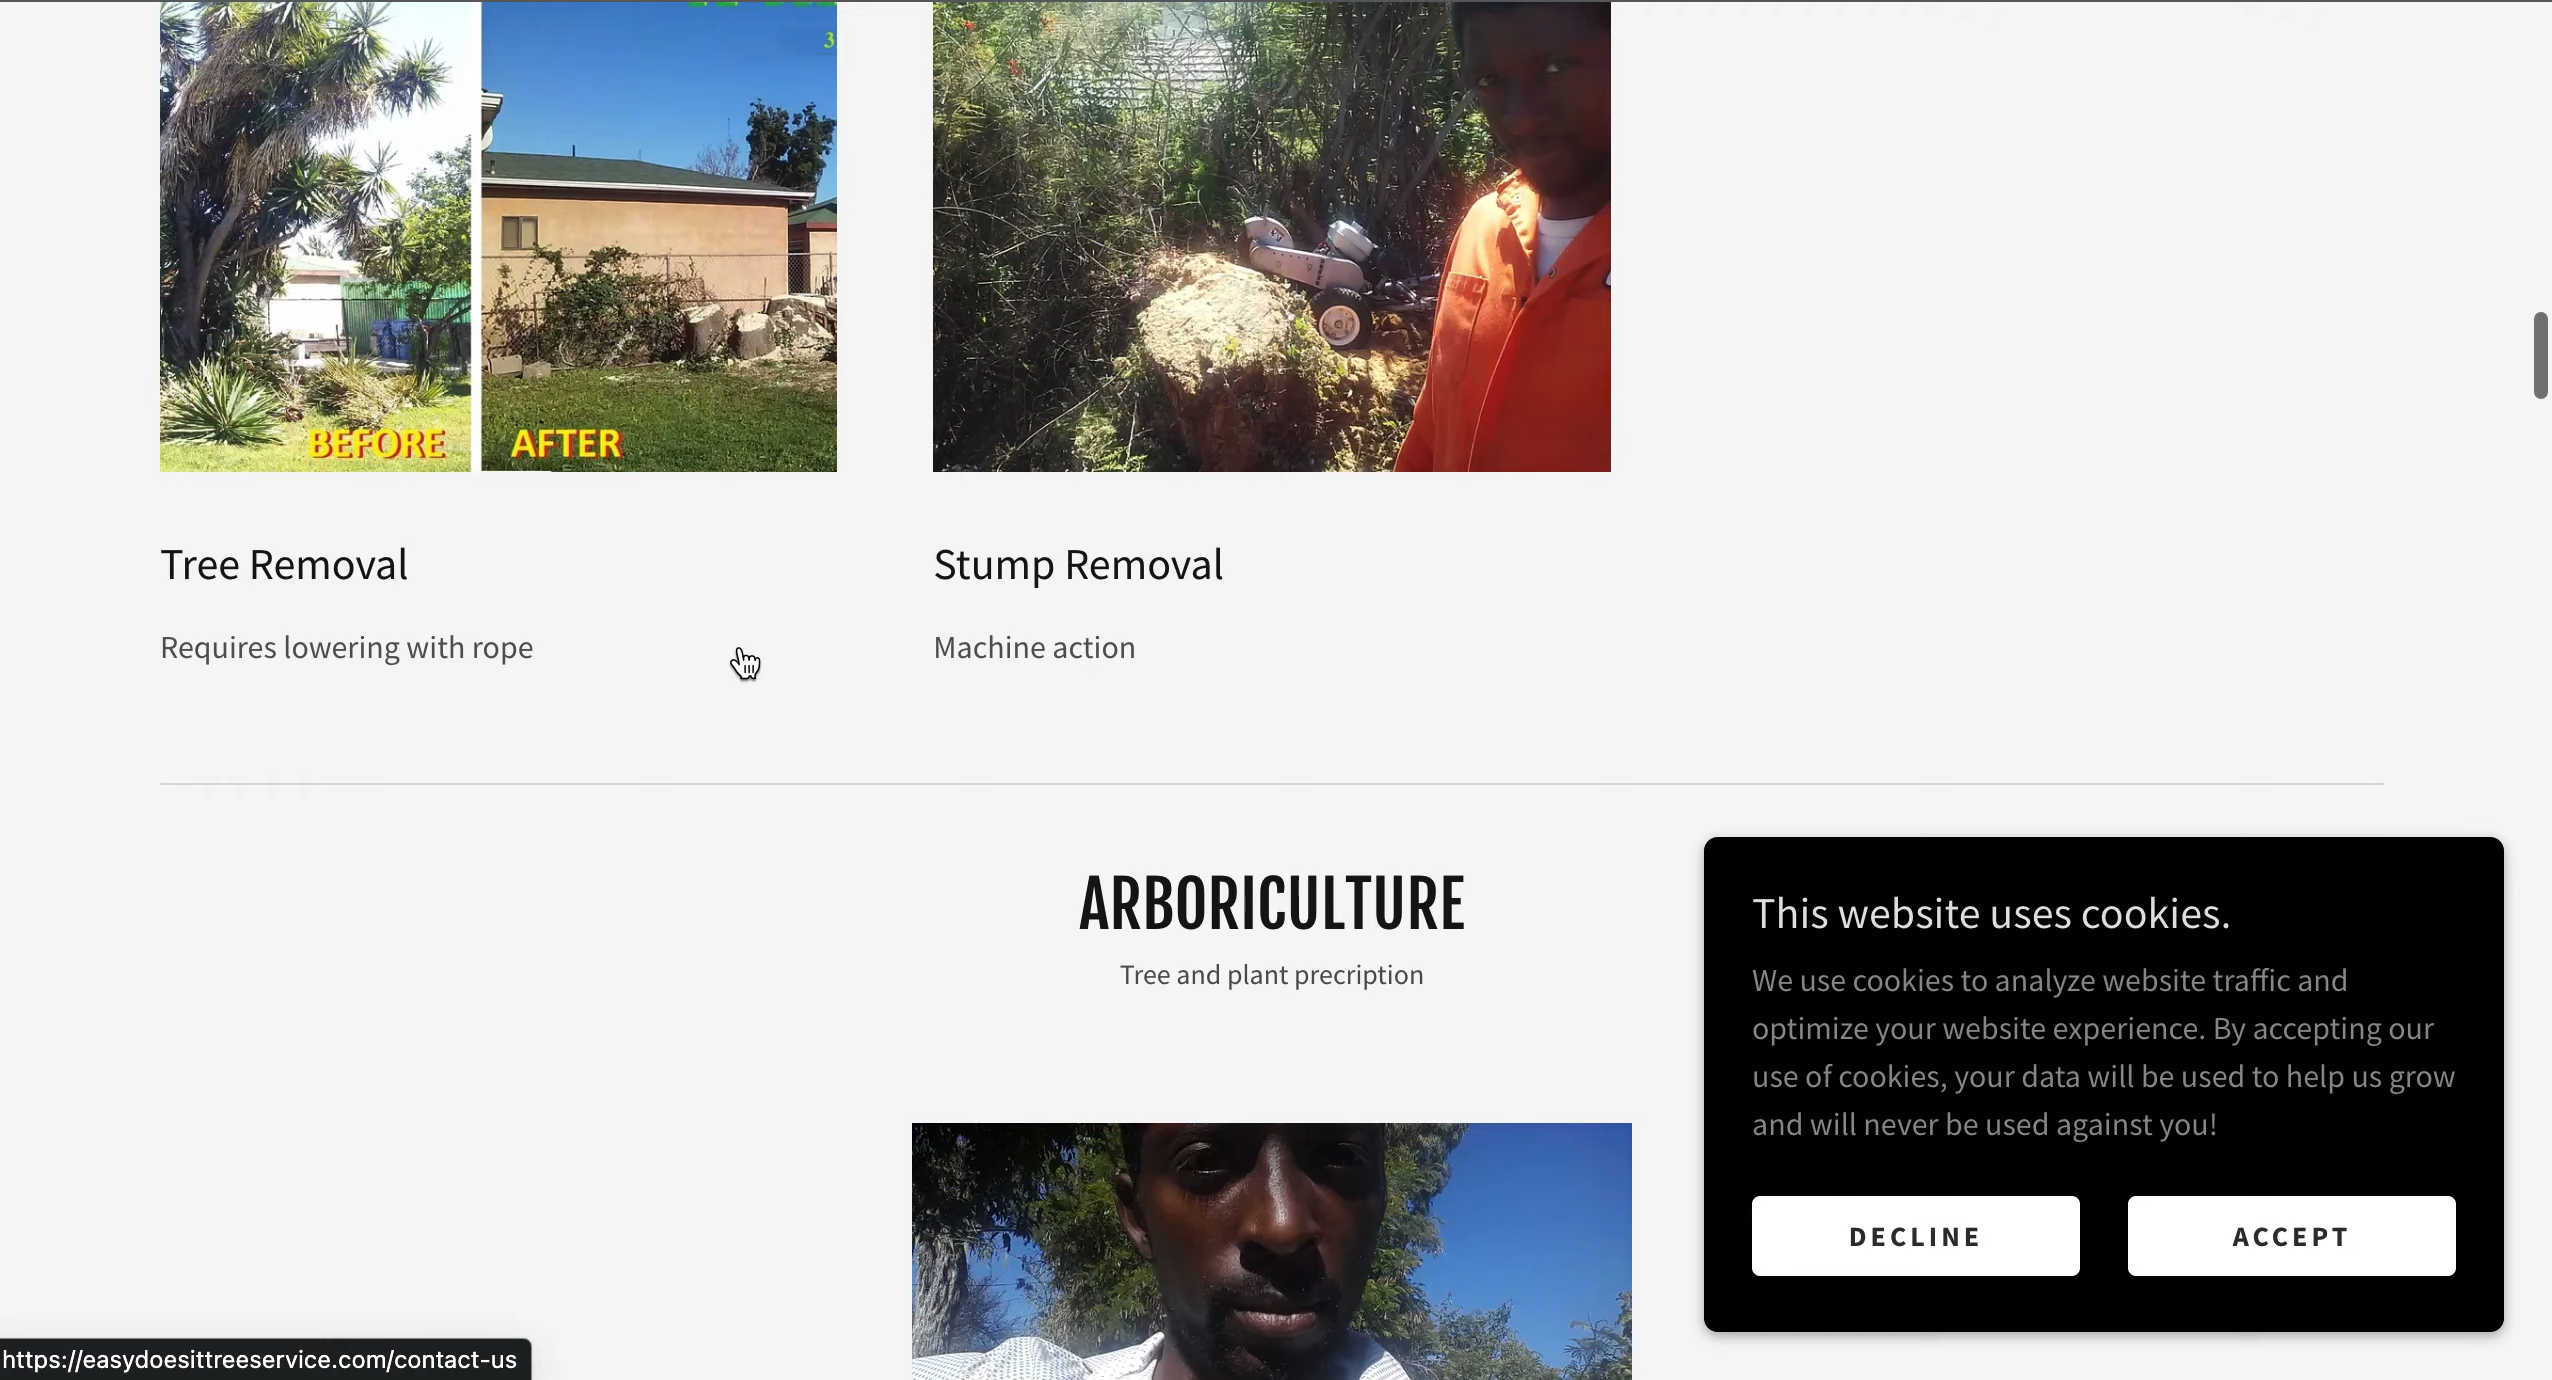 3
BEFORE
AFTER
Tree Removal
Stump Removal
Requires lowering with rope
Machine action
ARBORICULTURE
Tree and plant precription
This website uses cookies.
We use cookies to analyze website traffic and
optimize your website experience. By accepting our
use of cookies, your data will be used to help us grow
and will never be used against you!
DECLINE
ACCEPT
https://easydoesittreeservice.com/contact-us